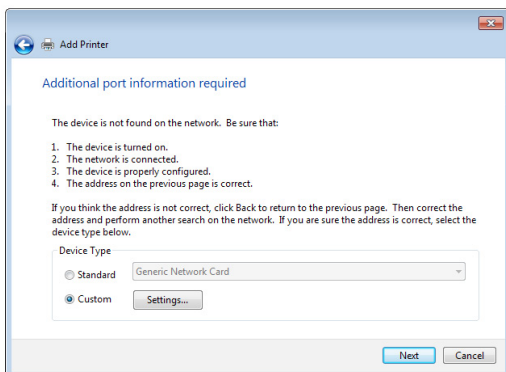 Add Printer
Additional port information required
The device is not found on the network.  Be sure that:
1.  The device is turned on.
2.  The network is connected.
3.  The device is properly configured.
4.  The address on the previous page is correct.
If you think the address is not correct, click Back to return to the previous page.  Then correct the
address and perform another search on the network.  If you are sure the address is correct, select the
device type below.
Device Type
Standard Generic Network Card
Custom Settings...
Next Cancel